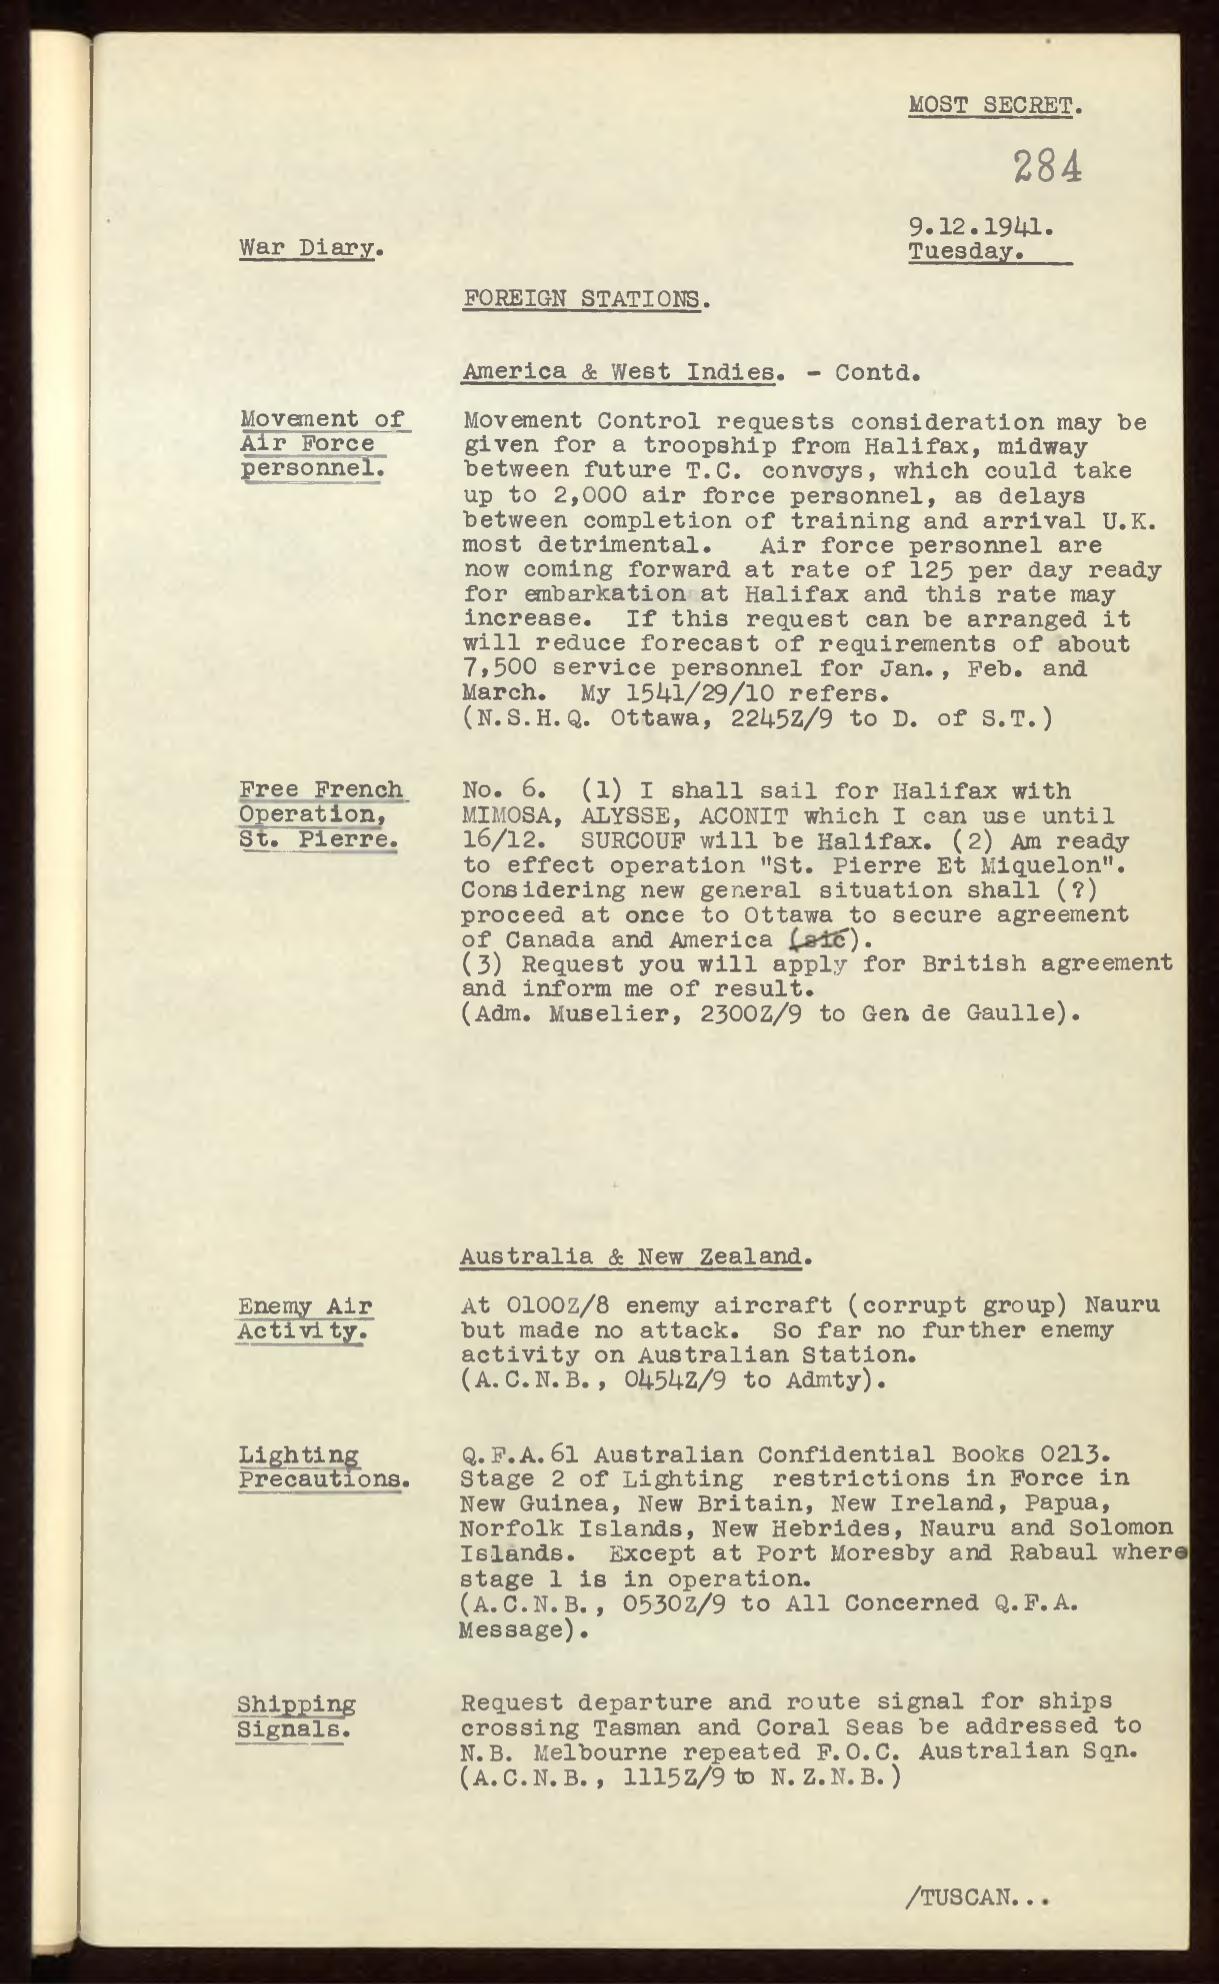 MOST SECRET.
284
9.12.1941.
War Diary.
Tuesday.
FOREIGN STATIONS.
America & West Indies. - Contd.
Movement of
Air Force
personnel.
Movement Control requests consideration may be
given for a troopship from Halifax, midway
between future T.C. convoys, which could take
up to 2,000 air force personnel, as delays
between completion of training and arrival U.K.
most detrimental. Air force personnel are
now coming forward at rate of 125 per day ready
for embarkation at Halifax and this rate may
increase. If this request can be arranged it
will reduce forecast of requirements of about
7,500 service personnel for Jan., Feb. and
March. My 1541/29/10 refers.
(N.S.H.Q. Ottawa, 2245Z/9 to D. of S.T.)
Free French
Operation,
St. Pierre.
No. 6. (1) I shall sail for Halifax with
MIMOSA, ALYSSE, ACONIT which I can use until
16/12. SURCOUF will be Halifax. (2) Am ready
to effect operation "St. Pierre Et Miquelon".
Considering new general situation shall (?)
proceed at once to Ottawa to secure agreement
of Canada and America (sic).
(3) Request you will apply for British agreement
and inform me of result.
(Adm. Muselier, 2300Z/9 to Gen. de Gaulle).
Australia & New Zealand.
Enemy Air
Activity.
At 0100Z/8 enemy aircraft (corrupt group) Nauru
but made no attack. So far no further enemy
activity on Australian Station.
(A.C.N.B., 0454Z/9 to Admty).
Lighting
Precautions.
Q.F.A.61 Australian Confidential Books 0213.
Stage 2 of Lighting restrictions in Force in
New Guinea, New Britain, New Ireland, Papua,
Norfolk Islands, New Hebrides, Nauru and Solomon
Islands. Except at Port Moresby and Rabaul where
stage 1 is in operation.
(A.C.N.B., 0530Z/9 to All Concerned Q.F.A.
Message).
Shipping
Signals.
Request departure and route signal for ships
crossing Tasman and Coral Seas be addressed to
N.B. Melbourne repeated F.O.C. Australian Sqn.
(A.C.N.B., 1115Z/9 to N.Z.N.B.)
/TUSCAN...